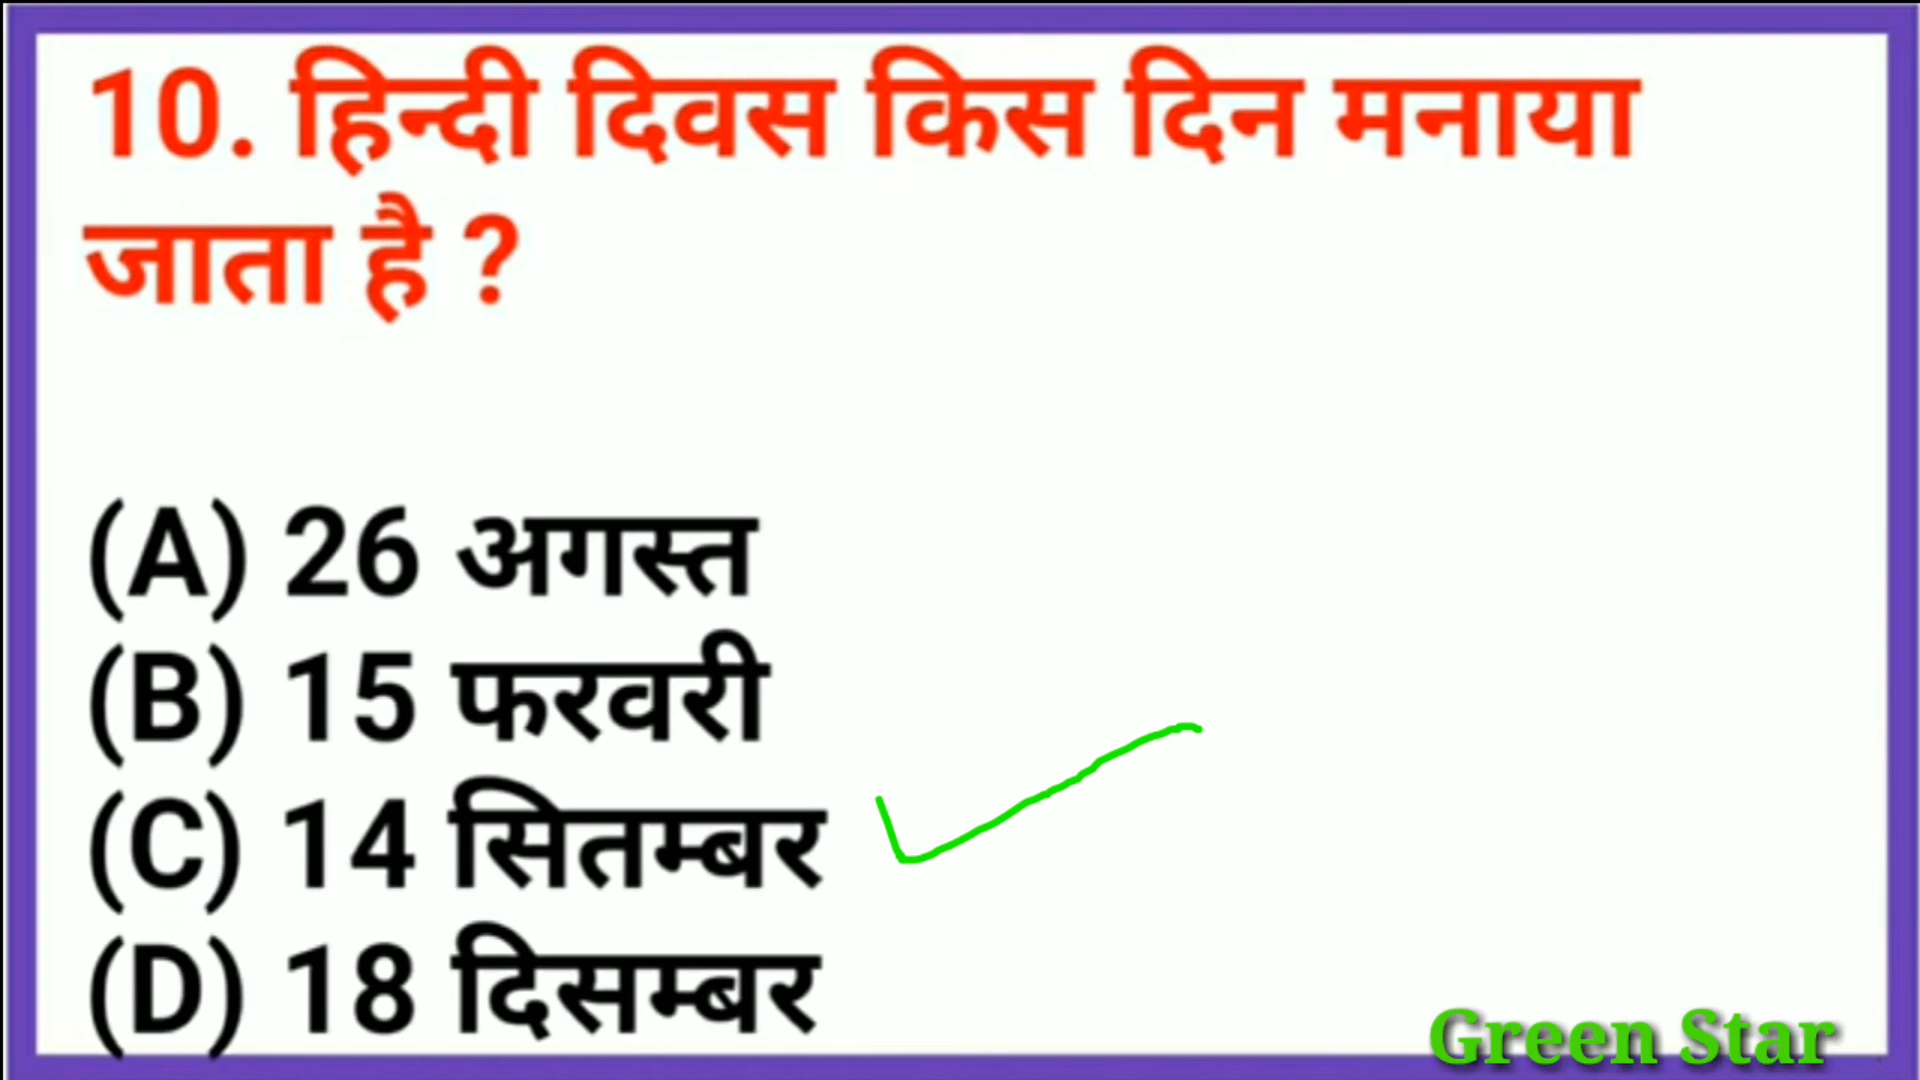 10. हिन्दी दिवस किस दिन मनाया
जाता है ?
(A) 26 अगस्त
(B) 15 फरवरी
(C) 14 सितम्बर
(D) 18 दिसम्बर
Green Star